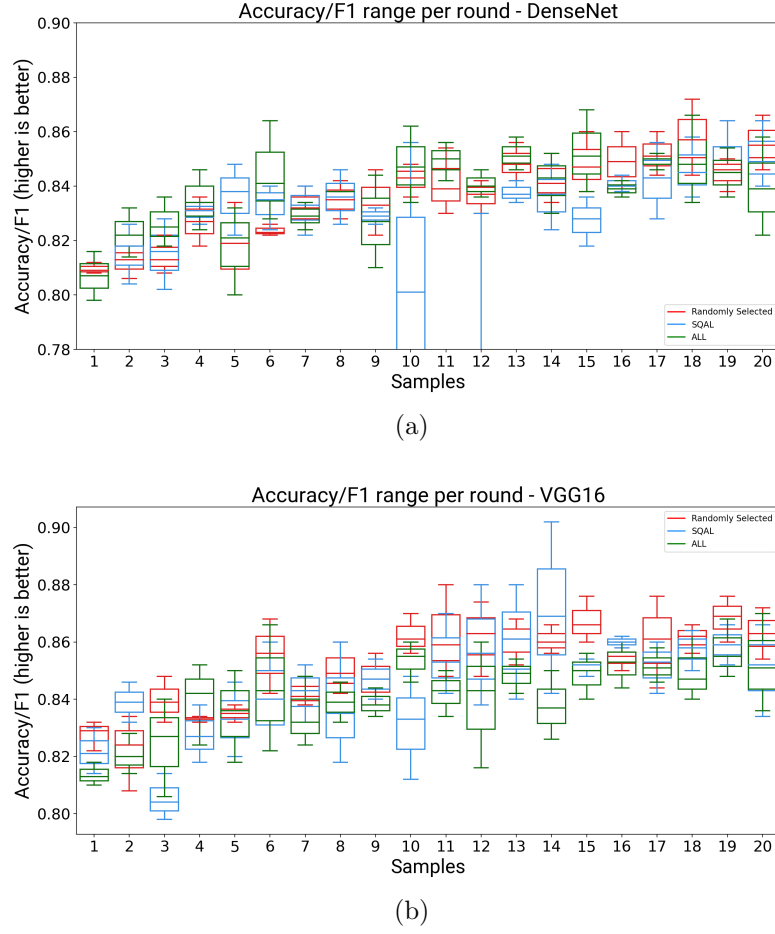 Accuracy/F1 range per round - DenseNet
Accuracy/F1 (higher is better)
0.90
0.88
0.86
0.84
0.82
0.80
0.78
Randomly Selected
SQAL
ALL
1 2 3 4 5 6 7 8 9 10 11 12 13 14 15 16 17 18 19 20
Samples
(a)
Accuracy/F1 range per round - VGG16
Accuracy/F1 (higher is better)
0.90
0.88
0.86
0.84
0.82
0.80
Randomly Selected
SQAL
ALL
1 2 3 4 5 6 7 8 9 10 11 12 13 14 15 16 17 18 19 20
Samples
(b)